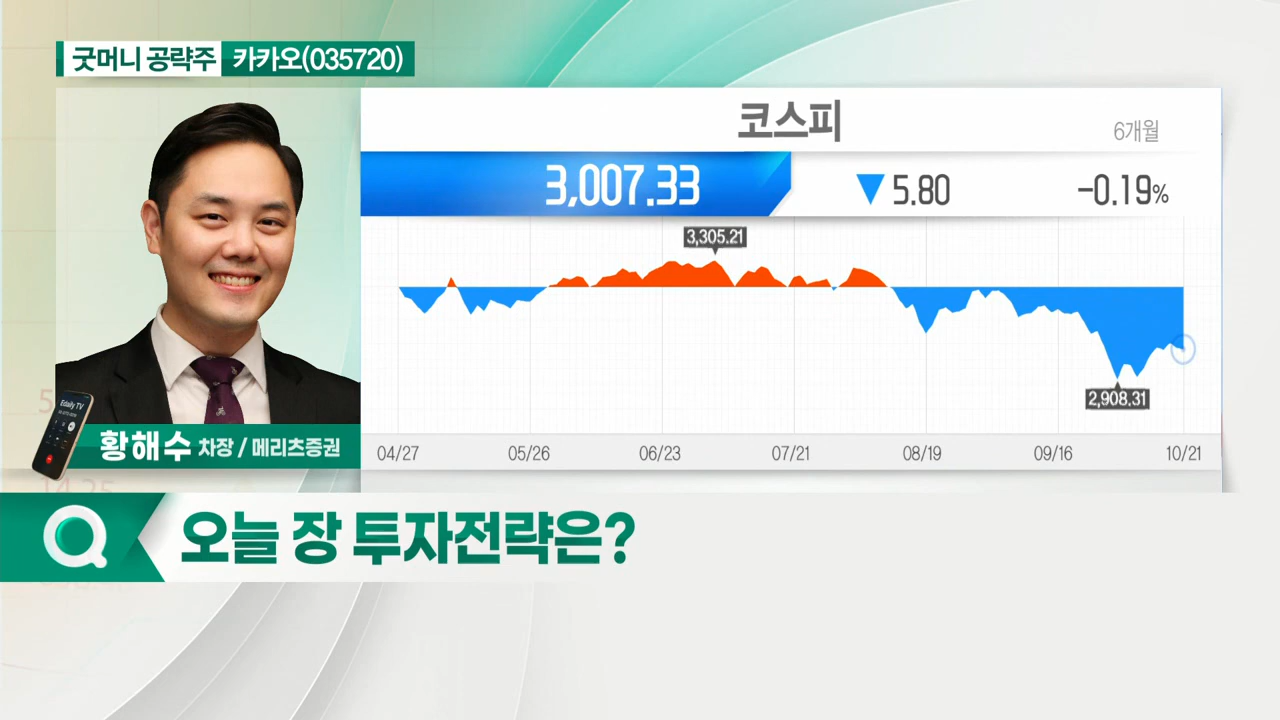 굿머니 공략주 카카오(035720)
코스피
6개월
3,007.33 ▼5.80 -0.19%
3,305.21
2,908.31
04/27 05/26 06/23 07/21 08/19 09/16 10/21
Edaily TV
황해수 차장 / 메리츠증권
Q 오늘 장 투자전략은?